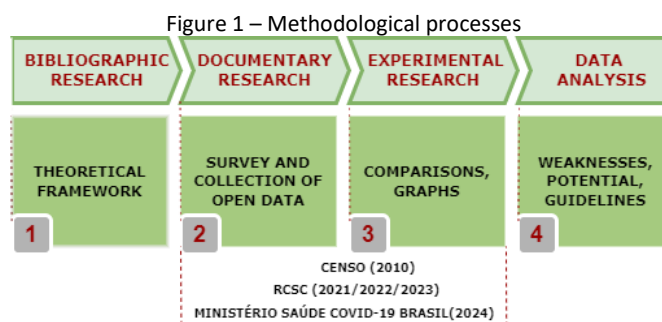 Figure 1 – Methodological processes
BIBLIOGRAPHIC
RESEARCH
DOCUMENTARY
RESEARCH
EXPERIMENTAL
RESEARCH
DATA
ANALYSIS
THEORETICAL
FRAMEWORK
1
SURVEY AND
COLLECTION OF
OPEN DATA
2
COMPARISONS,
GRAPHS
3
WEAKNESSES,
POTENTIAL,
GUIDELINES
4
CENSO (2010)
RCSC (2021/2022/2023)
MINISTÉRIO SAÚDE COVID-19 BRASIL(2024)